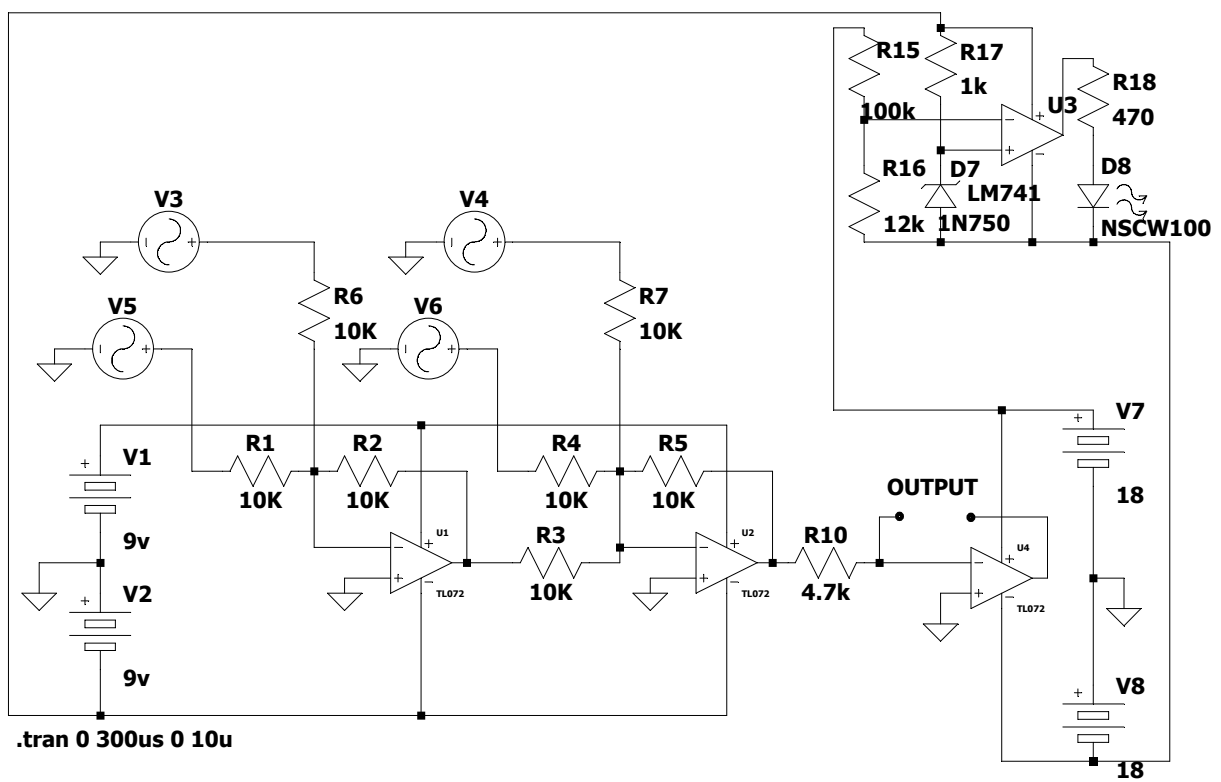 R15
100k
R17
1k
U3
R18
470
R16
12k
D7
LM741
1N750
D8
NSCW100
V3
V4
R6
10K
R7
10K
V5
V6
V1
9v
V2
9v
R1
10K
R2
10K
R4
10K
R5
10K
U1
TL072
R3
10K
U2
TL072
R10
4.7k
OUTPUT
U4
TL072
V7
18
V8
18
.tran 0 300us 0 10u